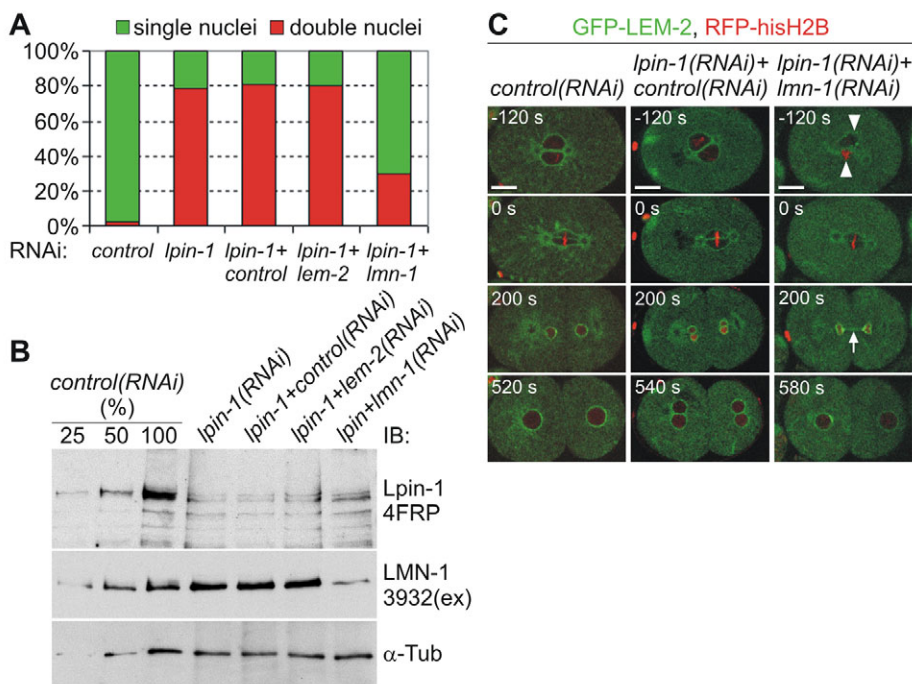 A
single nuclei double nuclei
100%
80%
60%
40%
20%
0%
RNAi:
control
lpin-1
lpin-1+
control
lpin-1+
lem-2
lpin-1+
lmn-1
B
control(RNAi)
(%)
25 50 100
lpin-1(RNAi)
lpin-1+control(RNAi)
lpin-1+lem-2(RNAi)
lpin+lmn-1(RNAi)
IB:
Lpin-1
4FRP
LMN-1
3932(ex)
α-Tub
C
GFP-LEM-2, RFP-hisH2B
control(RNAi)
lpin-1(RNAi)+
control(RNAi)
lpin-1(RNAi)+
lmn-1(RNAi)
-120 s
-120 s
-120 s
0 s
0 s
0 s
200 s
200 s
200 s
520 s
540 s
580 s